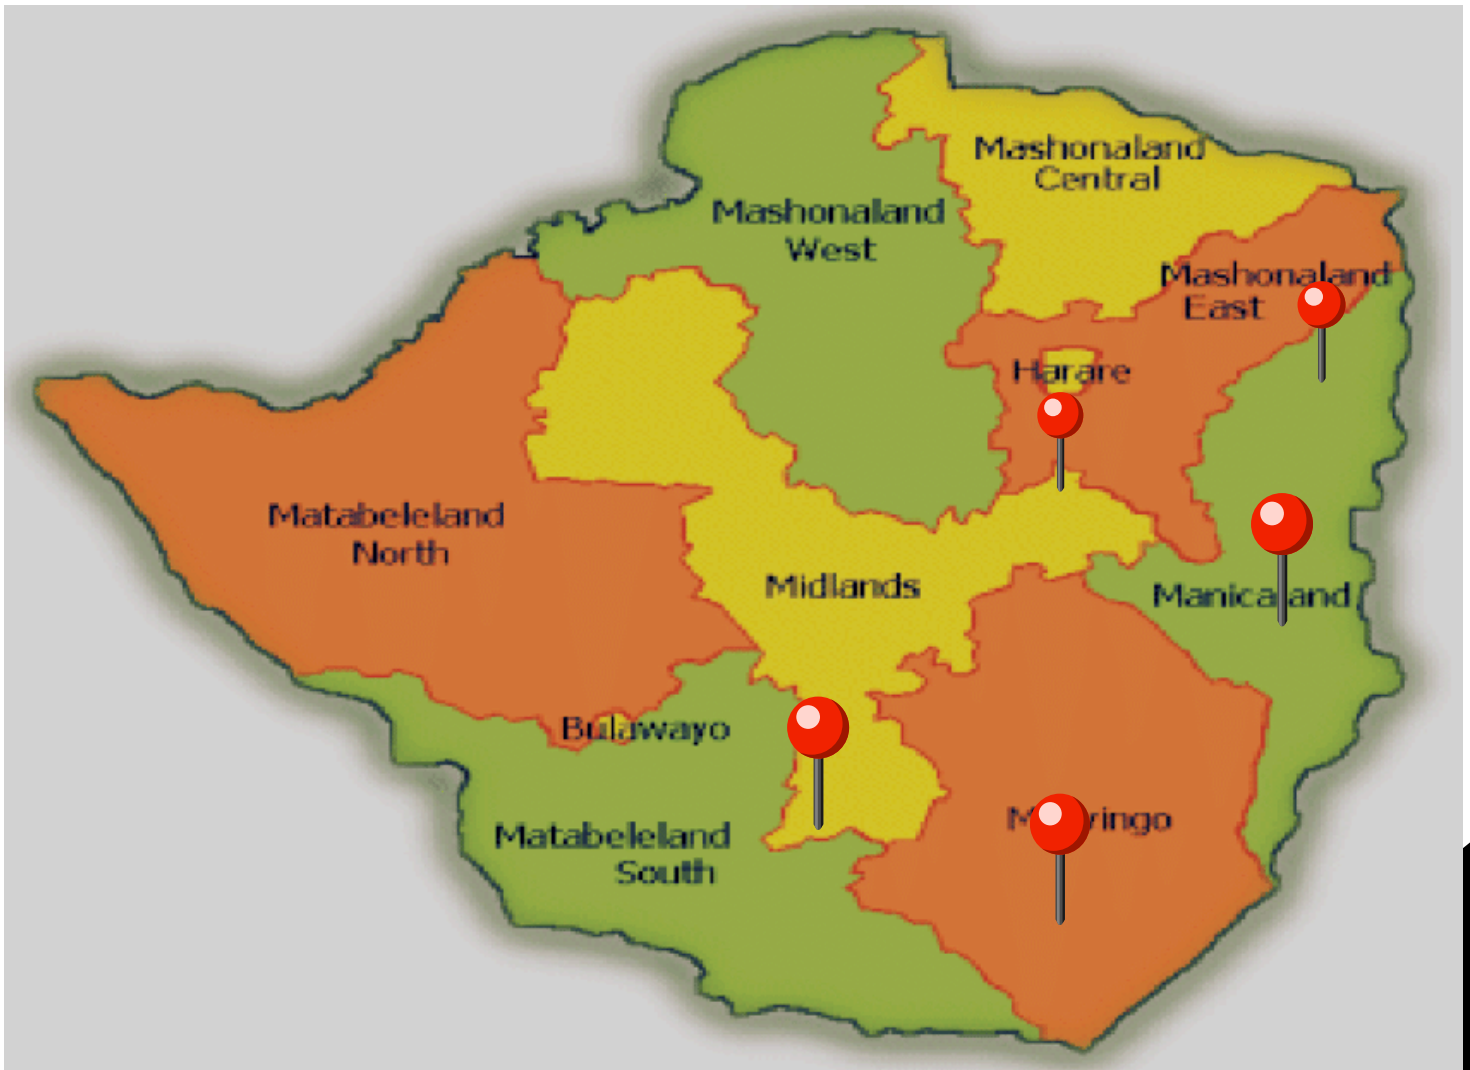 Mashonaland
Central
Mashonaland
West
Mashonaland
East
Harare
Matabeleland
North
Midlands
Manicaland
Bulawayo
Matabeleland
South